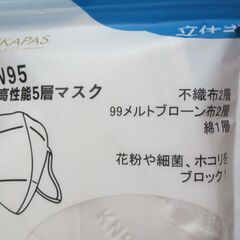 KAPAS
立体
N95
高性能5層マスク
不織布2層
99メルトブローン布2層
綿1層
花粉や細菌、ホコリを
ブロック!